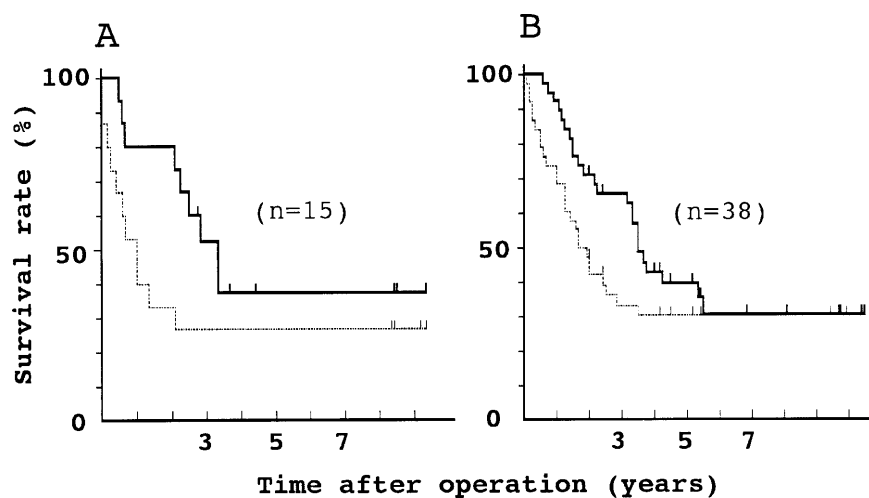 A
B
100
100
Survival rate (%)
(n=15)
(n=38)
50
50
0
0
3 5 7
3 5 7
Time after operation (years)